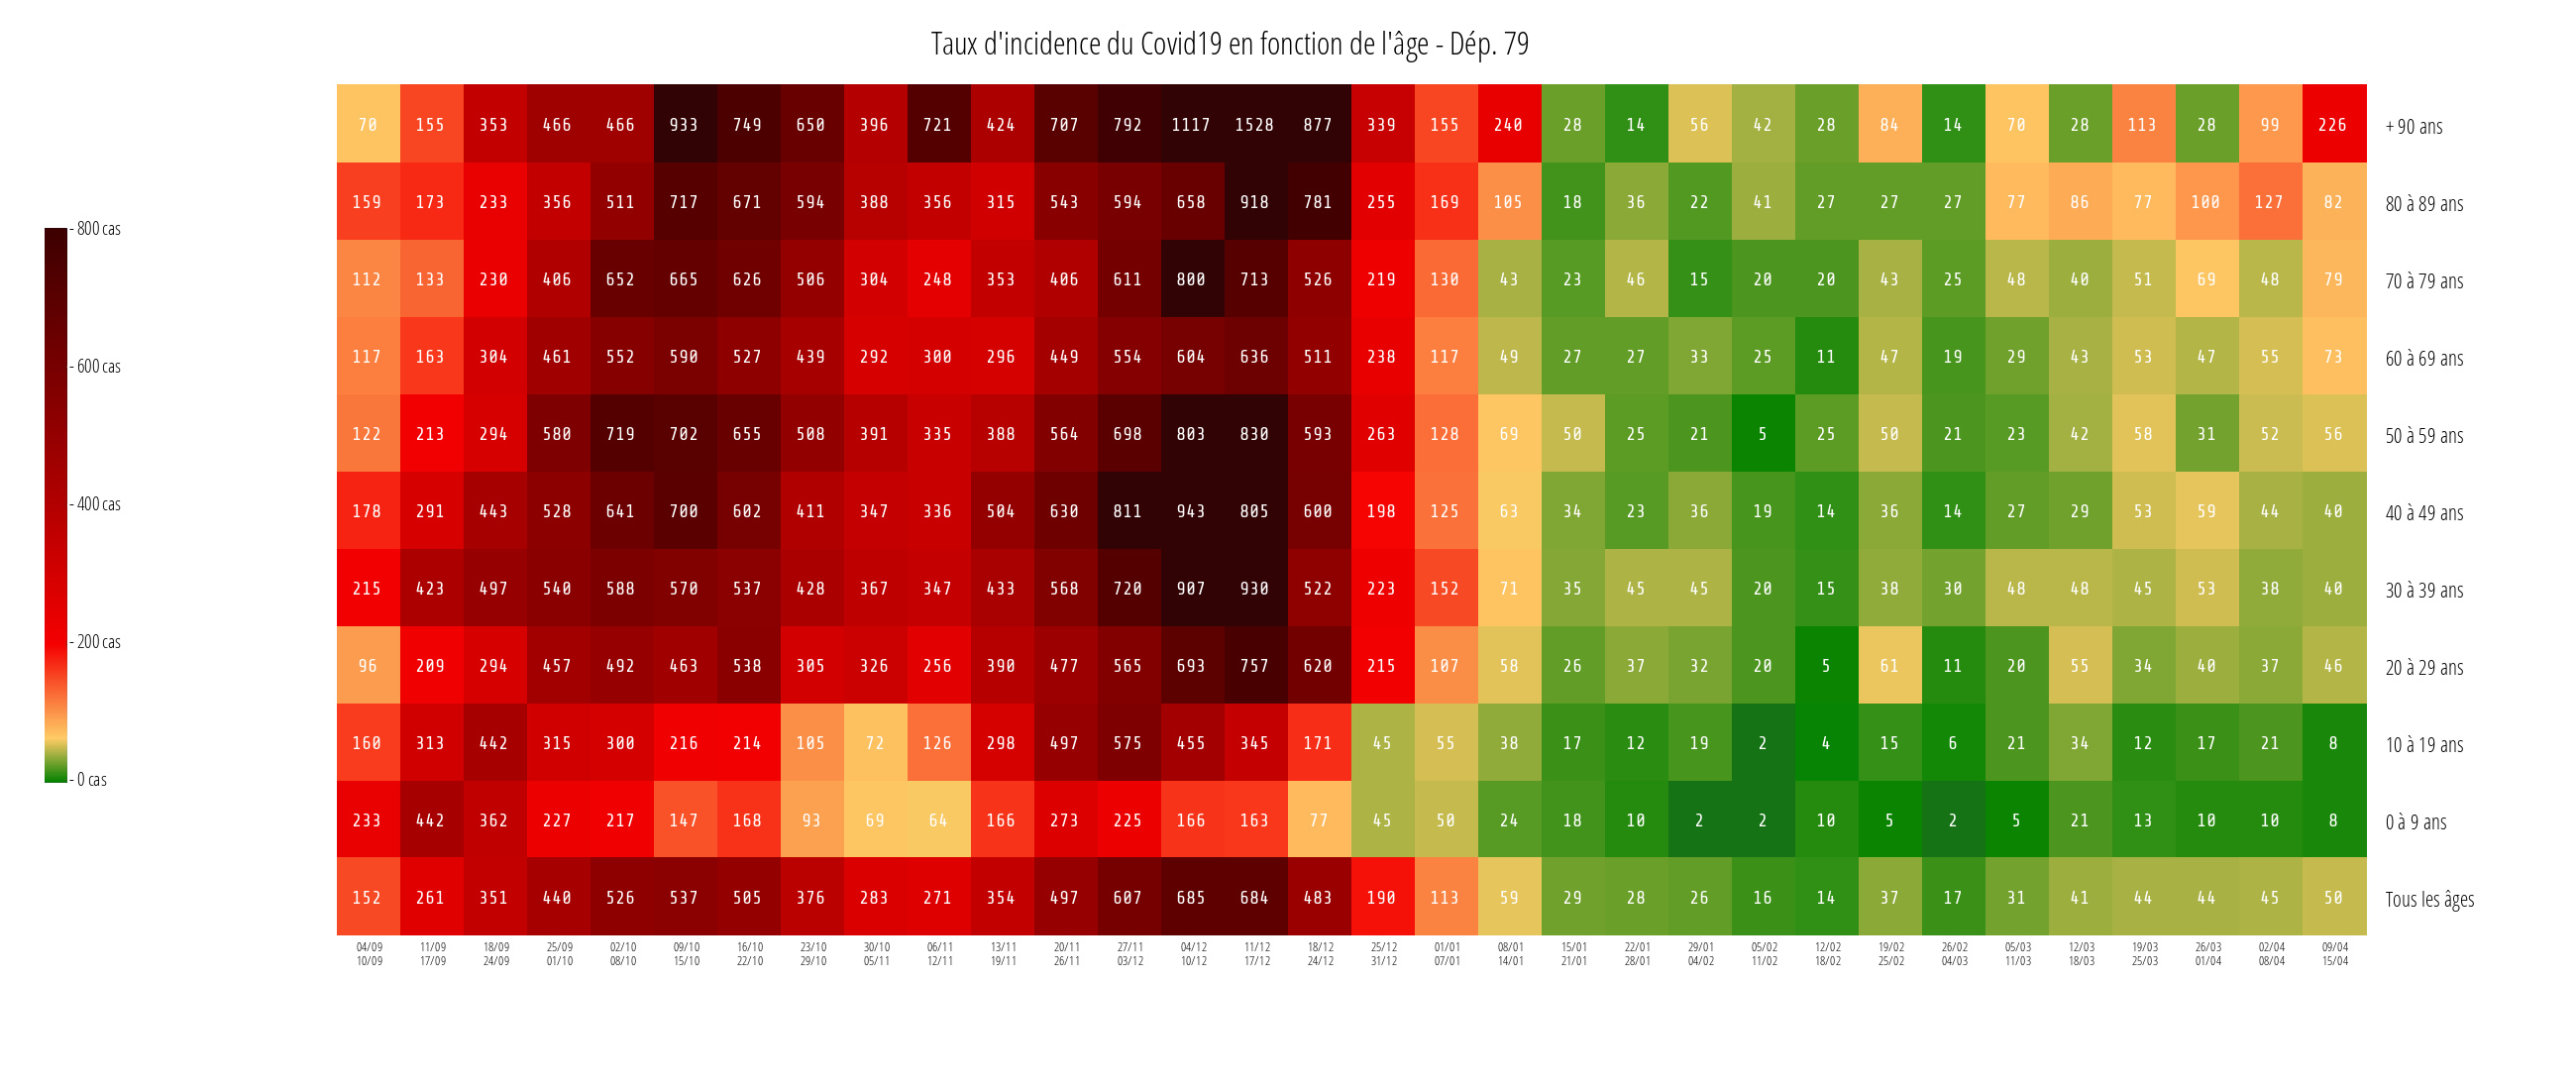 Taux d'incidence du Covid19 en fonction de l'âge - Dép. 79
70 155 353 466 466 933 749 650 396 721 424 707 792 1117 1528 877 339 155 240 28 14 56 42 28 84 14 70 28 113 28 99 226 + 90 ans
159 173 233 356 511 717 671 594 388 356 315 543 594 658 918 781 255 169 105 18 36 22 41 27 27 27 77 86 77 100 127 82 80 à 89 ans
112 133 230 406 652 665 626 506 304 248 353 406 611 800 713 526 219 130 43 23 46 15 20 20 43 25 48 40 51 69 48 79 70 à 79 ans
117 163 304 461 552 590 527 439 292 300 296 449 554 604 636 511 238 117 49 27 27 33 25 11 47 19 29 43 53 47 55 73 60 à 69 ans
122 213 294 580 719 702 655 508 391 335 388 564 698 803 830 593 263 128 69 50 25 21 5 25 50 21 23 42 58 31 52 56 50 à 59 ans
178 291 443 528 641 700 602 411 347 336 504 630 811 943 805 600 198 125 63 34 23 36 19 14 36 14 27 29 53 59 44 40 40 à 49 ans
215 423 497 540 588 570 537 428 367 347 433 568 720 907 930 522 223 152 71 35 45 45 20 15 38 30 48 48 45 53 38 40 30 à 39 ans
96 209 294 457 492 463 538 305 326 256 390 477 565 693 757 620 215 107 58 26 37 32 20 5 61 11 20 55 34 40 37 46 20 à 29 ans
160 313 442 315 300 216 214 105 72 126 298 497 575 455 345 171 45 55 38 17 12 19 2 4 15 6 21 34 12 17 21 8 10 à 19 ans
233 442 362 227 217 147 168 93 69 64 166 273 225 166 163 77 45 50 24 18 10 2 2 10 5 2 5 21 13 10 10 8 0 à 9 ans
152 261 351 440 526 537 505 376 283 271 354 497 607 685 684 483 190 113 59 29 28 26 16 14 37 17 31 41 44 44 45 50 Tous les âges
04/09 11/09 18/09 25/09 02/10 09/10 16/10 23/10 30/10 06/11 13/11 20/11 27/11 04/12 11/12 18/12 25/12 01/01 08/01 15/01 22/01 29/01 05/02 12/02 19/02 26/02 05/03 12/03 19/03 26/03 02/04 09/04
10/09 17/09 24/09 01/10 08/10 15/10 22/10 29/10 05/11 12/11 19/11 26/11 03/12 10/12 17/12 24/12 31/12 07/01 14/01 21/01 28/01 04/02 11/02 18/02 25/02 04/03 11/03 18/03 25/03 01/04 08/04 15/04
- 800 cas
- 600 cas
- 400 cas
- 200 cas
- 0 cas